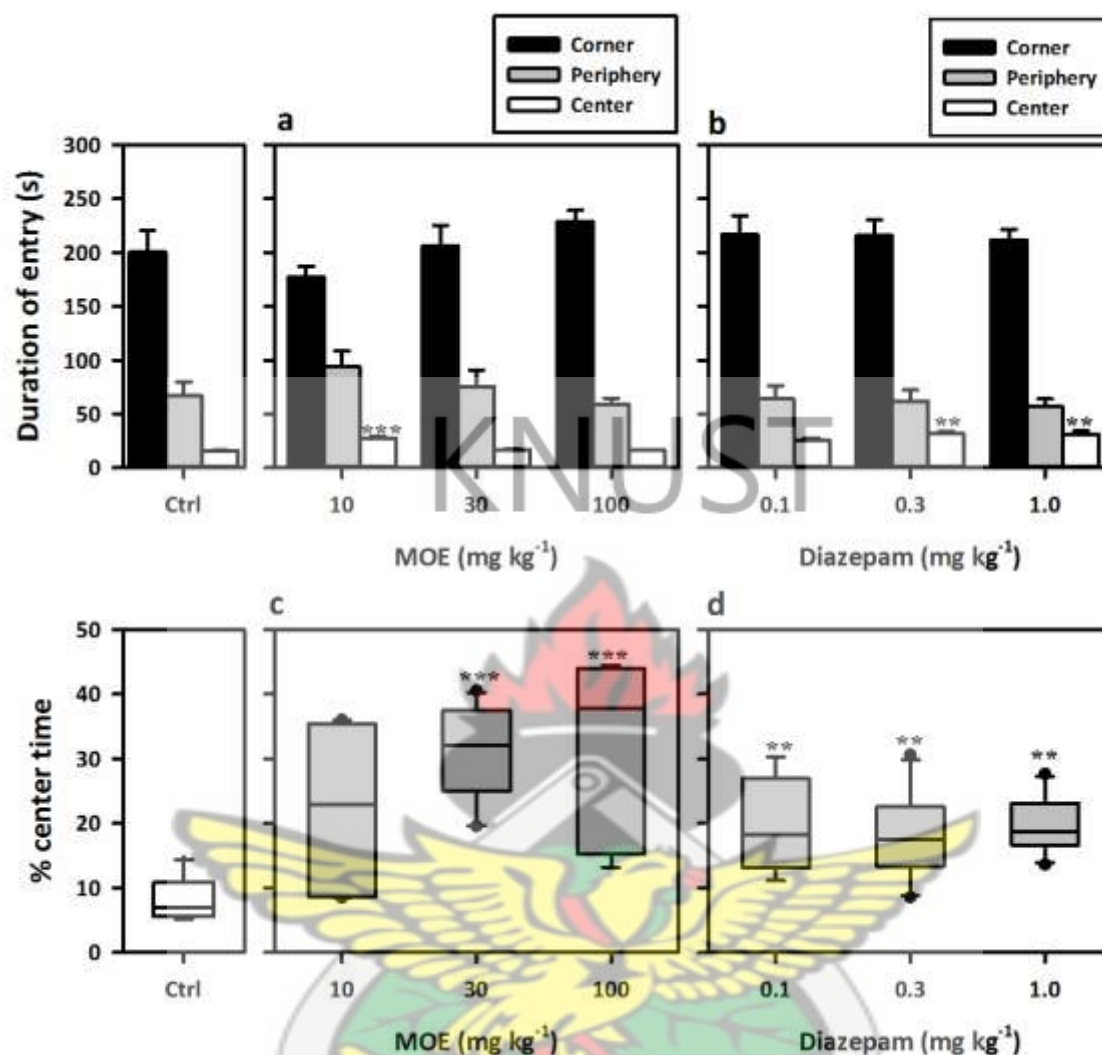 Corner
Periphery
Center
Corner
Periphery
Center
a
b
Duration of entry (s)
300
250
200
150
100
50
0
***
**
**
KNUST
Ctrl
10
30
100
0.1
0.3
1.0
MOE (mg kg⁻¹)
Diazepam (mg kg⁻¹)
c
d
% center time
50
40
30
20
10
0
***
***
**
**
**
Ctrl
10
30
100
0.1
0.3
1.0
MOE (mg kg⁻¹)
Diazepam (mg kg⁻¹)